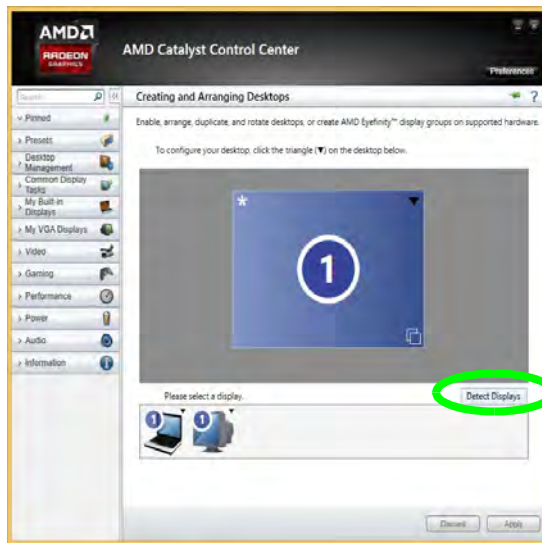 AMD
RADEON
GRAPHICS
AMD Catalyst Control Center
Preferences
Search
Creating and Arranging Desktops
?
Pinned
Enable, arrange, duplicate, and rotate desktops, or create AMD Eyefinity™ display groups on supported hardware.
Presets
To configure your desktop, click the triangle (▼) on the desktop below.
Desktop
Management
Common Display
Tasks
My Built-in
Displays
My VGA Displays
Video
Gaming
Performance
Power
Audio
Information
1
Please select a display.
Detect Displays
1
1
Discard
Apply